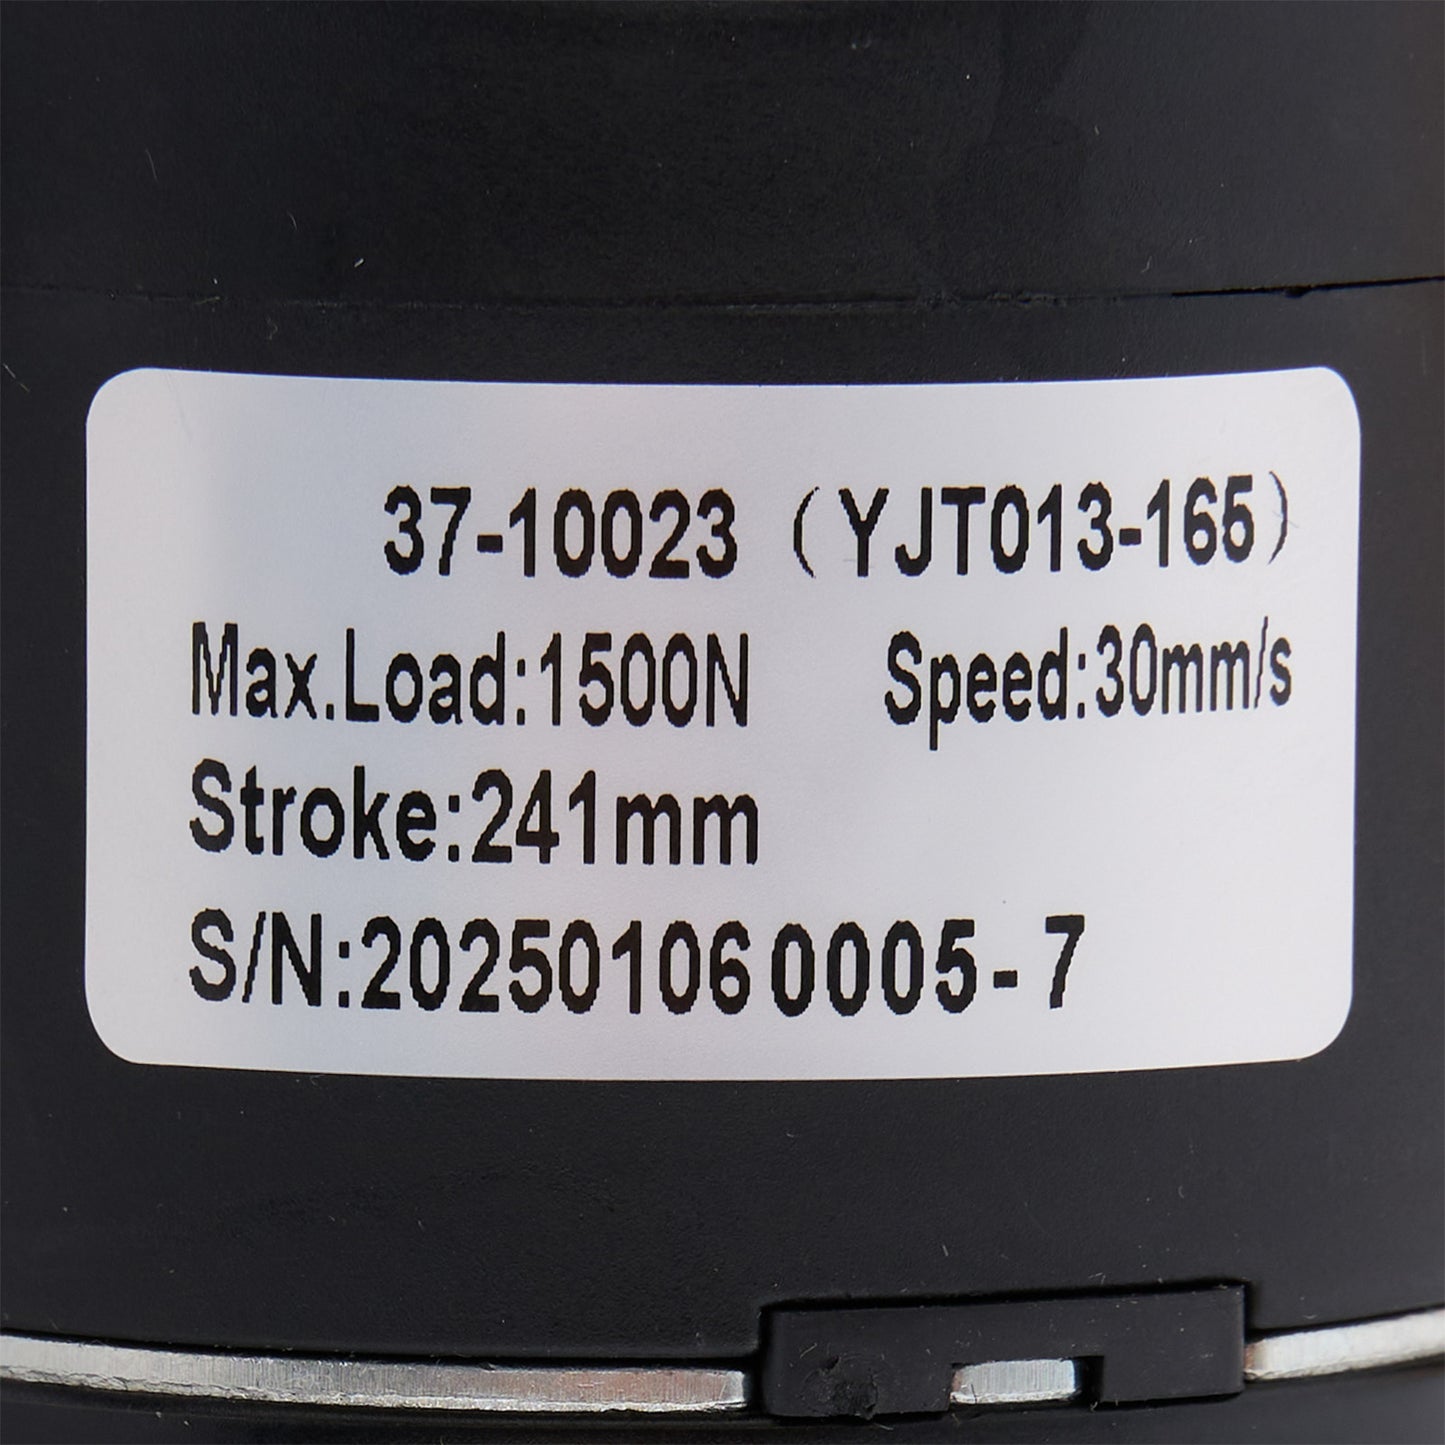 37-10023（YJT013-165）
Max.Load:1500N Speed:30mm/s
Stroke:241mm
S/N:202501060005-7